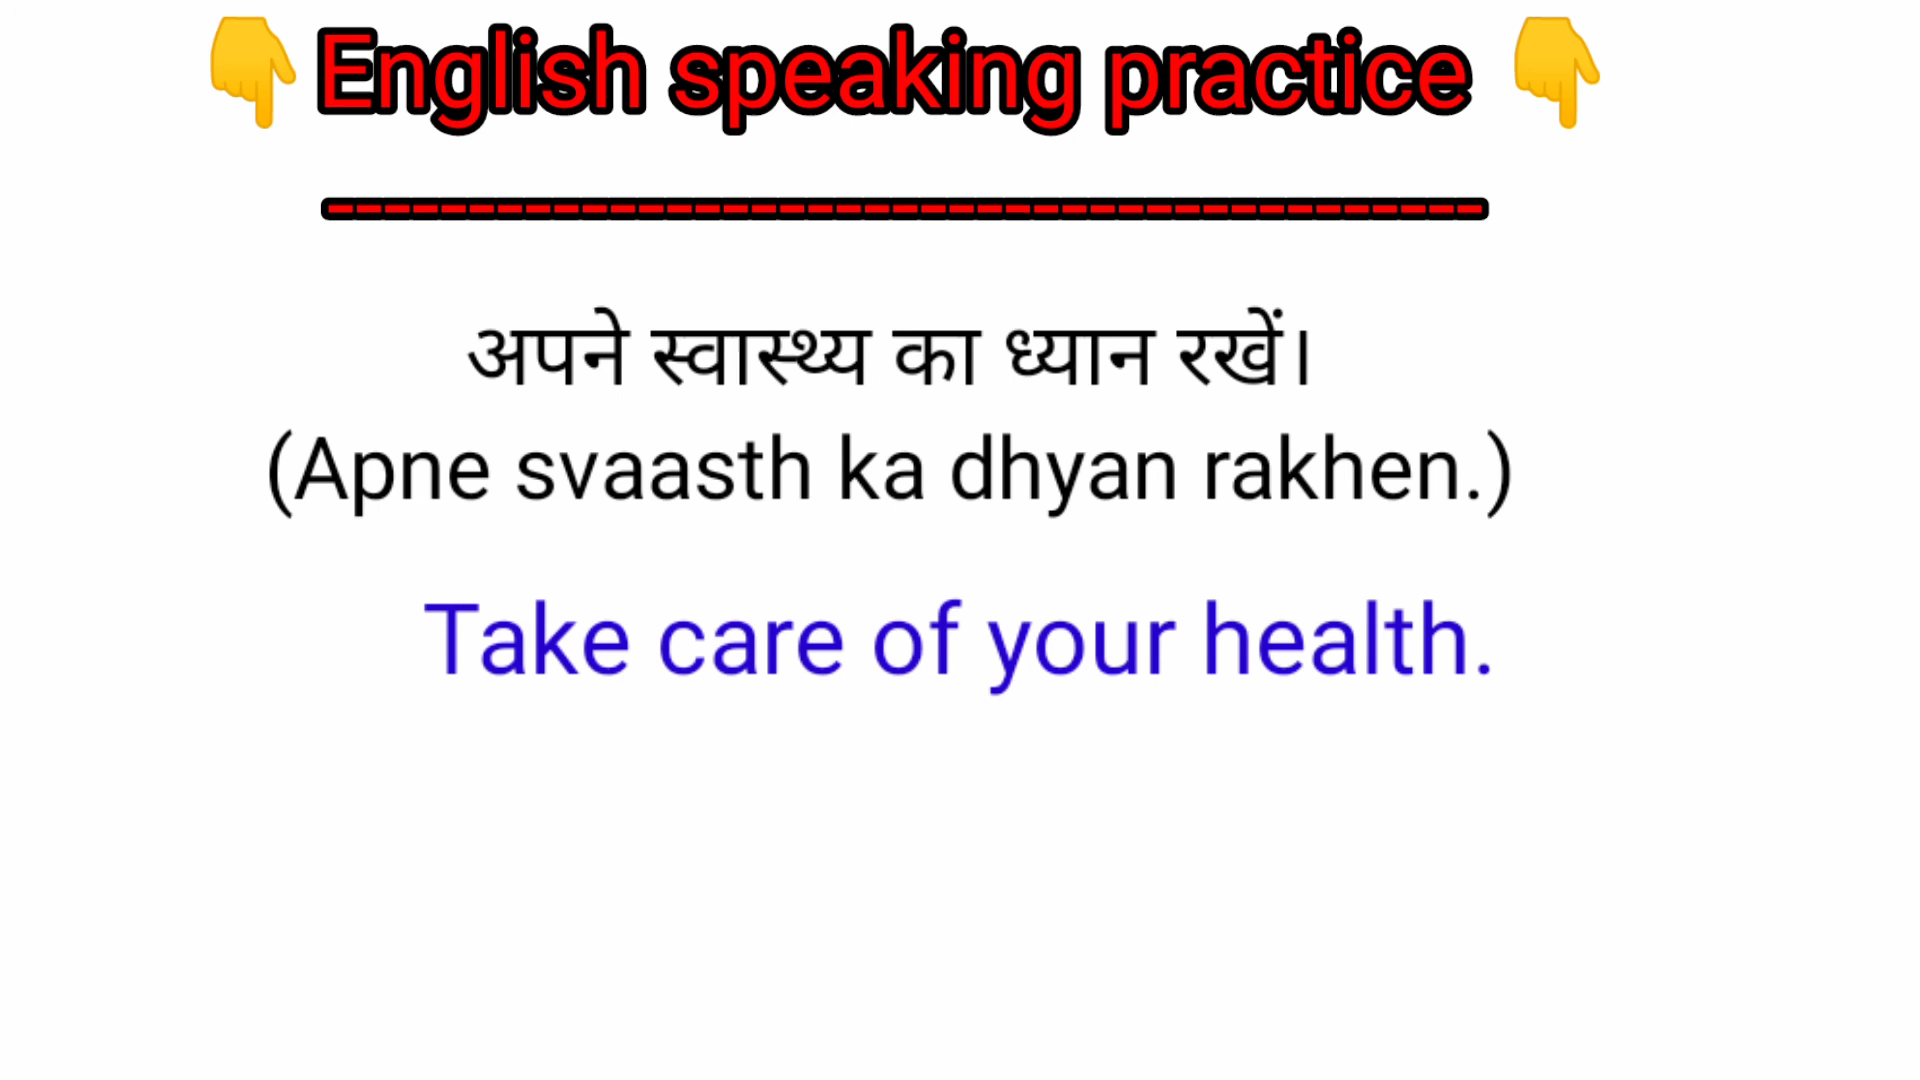 👇English speaking practice 👇
------------------------------------------
अपने स्वास्थ्य का ध्यान रखें।
(Apne svaasth ka dhyan rakhen.)
Take care of your health.